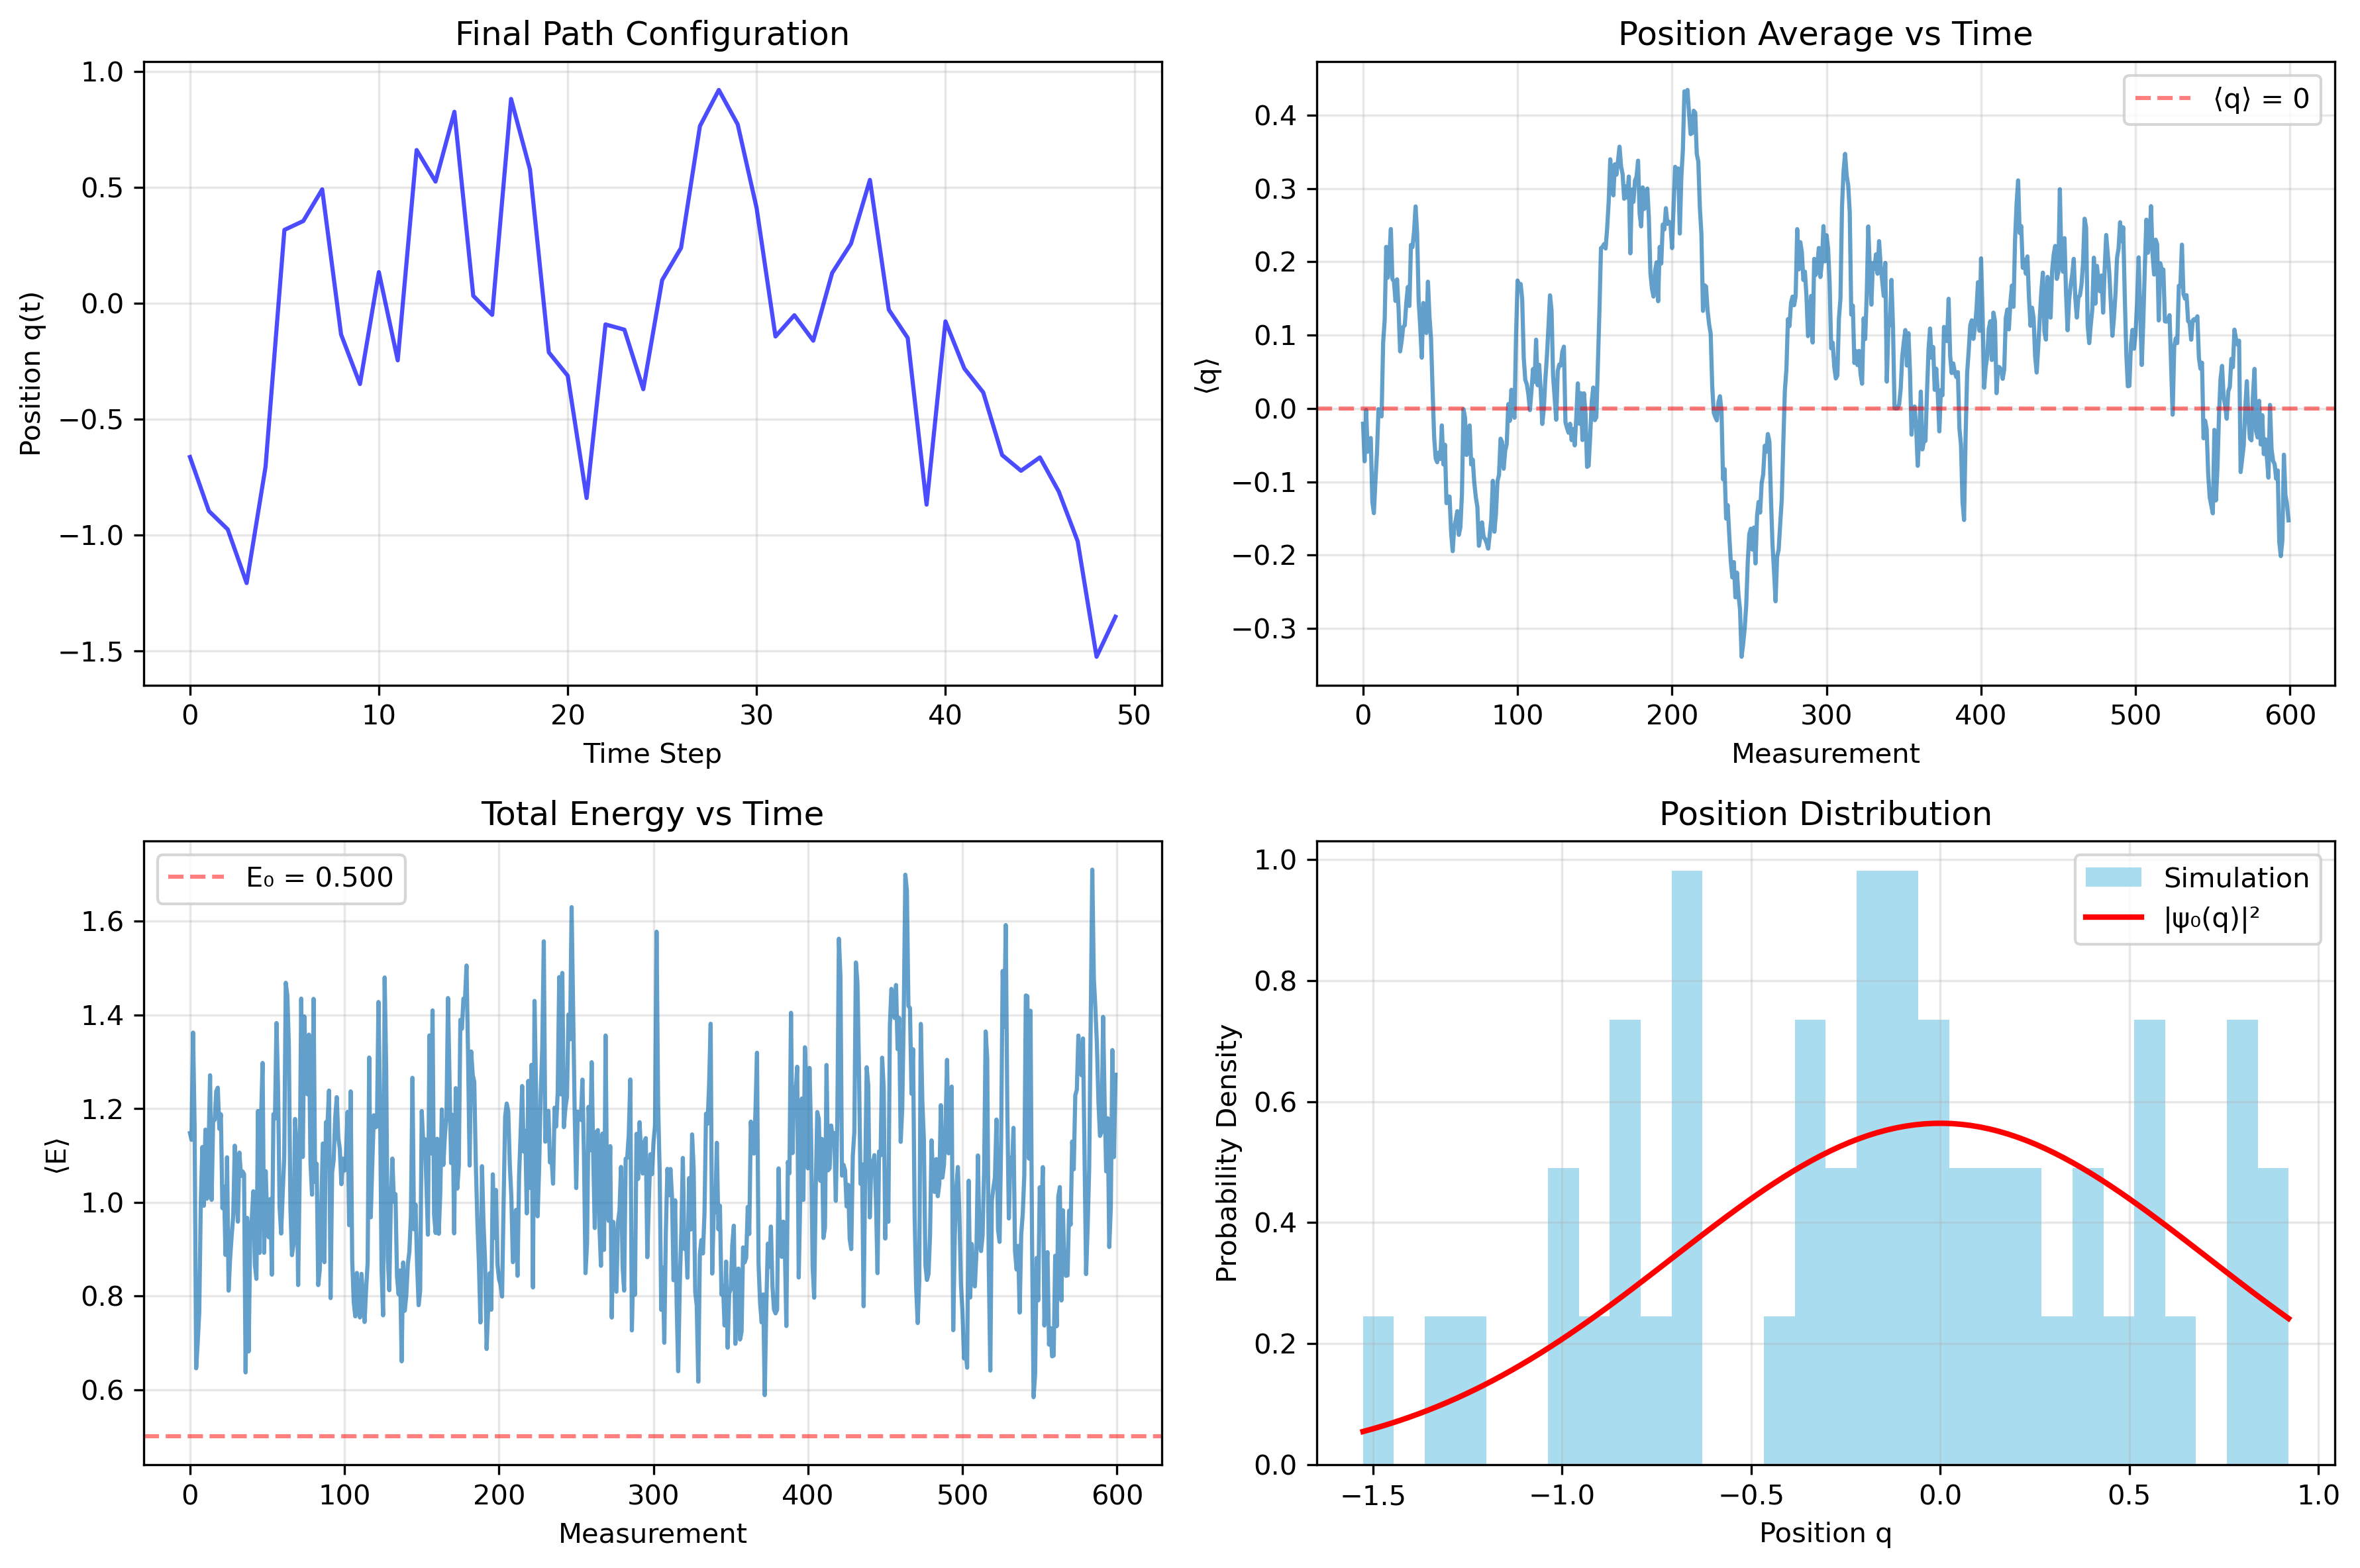 Final Path Configuration
Position q(t)
1.0
0.5
0.0
−0.5
−1.0
−1.5
0 10 20 30 40 50
Time Step
Position Average vs Time
⟨q⟩ = 0
⟨q⟩
0.4
0.3
0.2
0.1
0.0
−0.1
−0.2
−0.3
0 100 200 300 400 500 600
Measurement
Total Energy vs Time
E₀ = 0.500
⟨E⟩
1.6
1.4
1.2
1.0
0.8
0.6
0 100 200 300 400 500 600
Measurement
Position Distribution
Simulation
|ψ₀(q)|²
Probability Density
1.0
0.8
0.6
0.4
0.2
0.0
−1.5 −1.0 −0.5 0.0 0.5 1.0
Position q